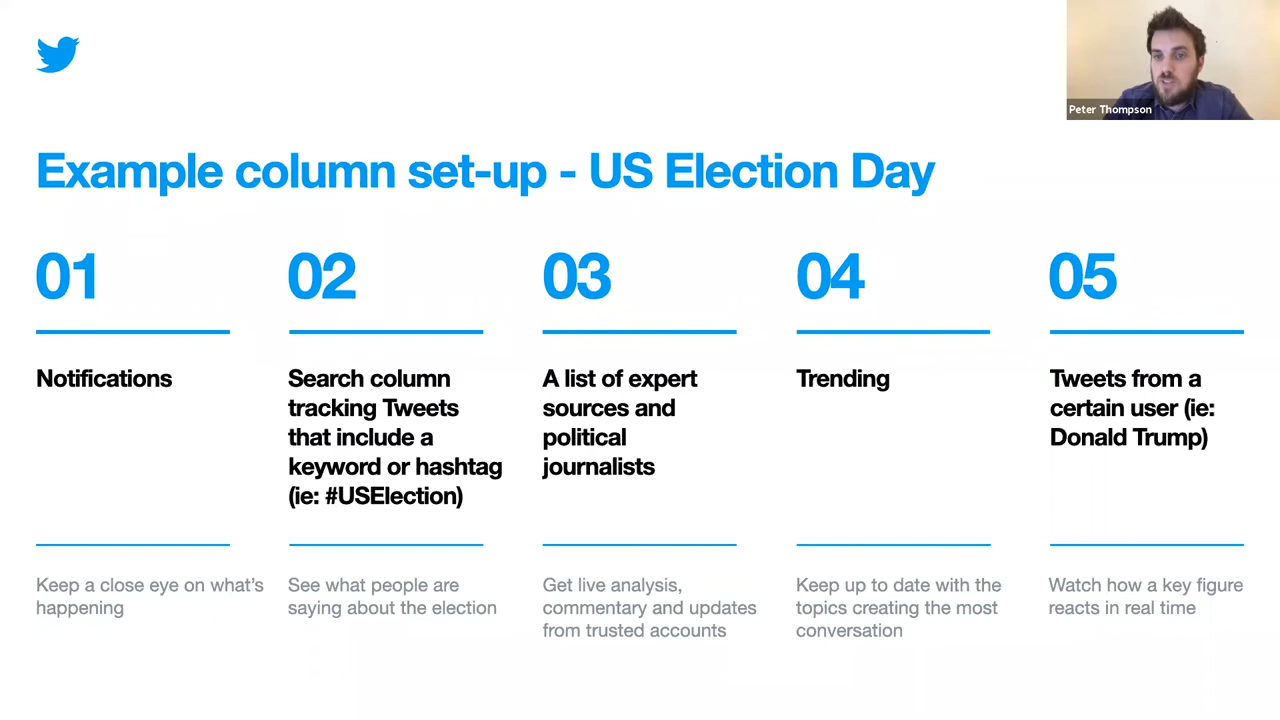 Peter Thompson
Example column set-up - US Election Day
01
Notifications
Keep a close eye on what’s
happening
02
Search column
tracking Tweets
that include a
keyword or hashtag
(ie: #USElection)
See what people are
saying about the election
03
A list of expert
sources and
political
journalists
Get live analysis,
commentary and updates
from trusted accounts
04
Trending
Keep up to date with the
topics creating the most
conversation
05
Tweets from a
certain user (ie:
Donald Trump)
Watch how a key figure
reacts in real time